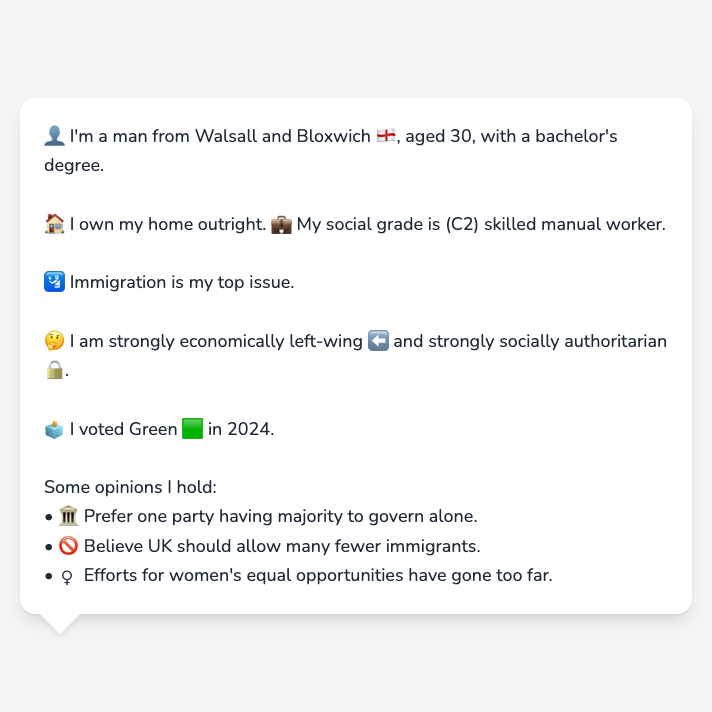 👤 I'm a man from Walsall and Bloxwich 🏴󠁧󠁢󠁥󠁮󠁧󠁿, aged 30, with a bachelor's
degree.
🏠 I own my home outright. 💼 My social grade is (C2) skilled manual worker.
🛂 Immigration is my top issue.
🤔 I am strongly economically left-wing ⬅️ and strongly socially authoritarian
🔒.
🗳️ I voted Green 🟩 in 2024.
Some opinions I hold:
• 🏛️ Prefer one party having majority to govern alone.
• 🚫 Believe UK should allow many fewer immigrants.
• ♀ Efforts for women's equal opportunities have gone too far.